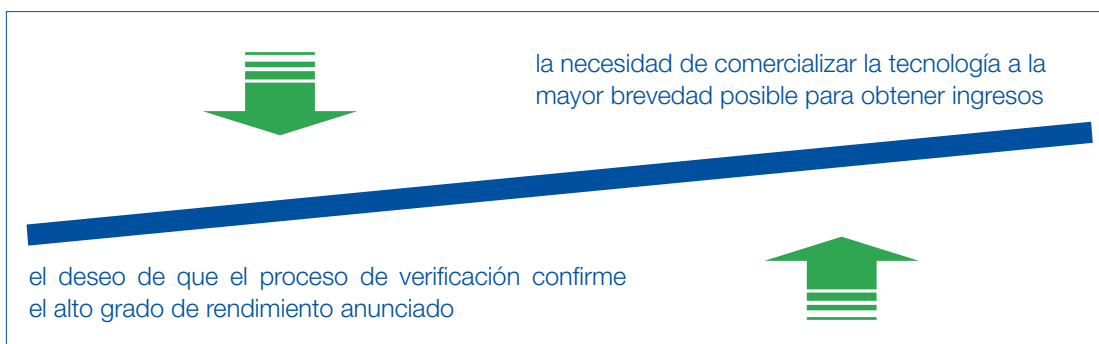 la necesidad de comercializar la tecnología a la
mayor brevedad posible para obtener ingresos
el deseo de que el proceso de verificación confirme
el alto grado de rendimiento anunciado